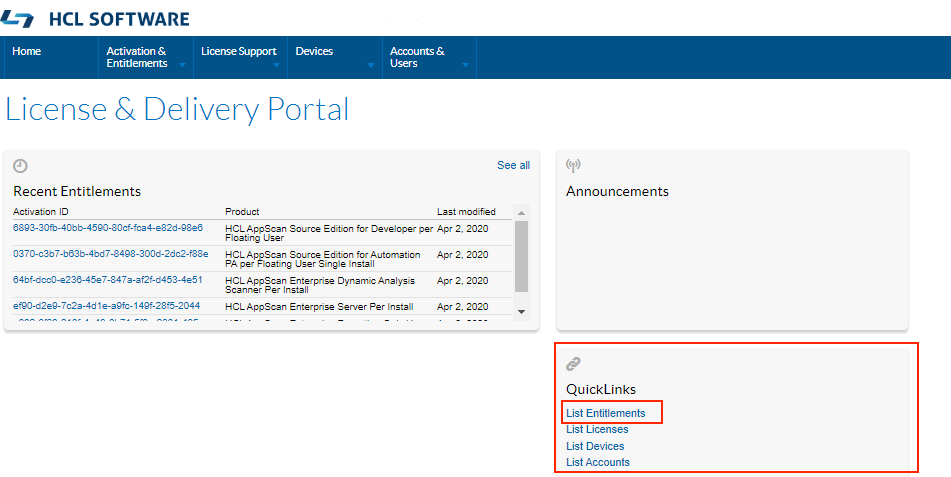 HCL SOFTWARE
Home
Activation &
Entitlements
License Support
Devices
Accounts &
Users
License & Delivery Portal
See all
Recent Entitlements
Activation ID Product Last modified
6893-30fb-40bb-4590-80cf-fca4-e82d-98e6 HCL AppScan Source Edition for Developer per Apr 2, 2020
Floating User
0370-c3b7-b63b-4bd7-8498-300d-2dc2-f88e HCL AppScan Source Edition for Automation Apr 2, 2020
PA per Floating User Single Install
64bf-dcc0-e236-45e7-847a-af2f-d453-4e51 HCL AppScan Enterprise Dynamic Analysis Apr 2, 2020
Scanner Per Install
ef90-d2e9-7c2a-4d1e-a9fc-149f-28f5-2044 HCL AppScan Enterprise Server Per Install Apr 2, 2020
Announcements
QuickLinks
List Entitlements
List Licenses
List Devices
List Accounts